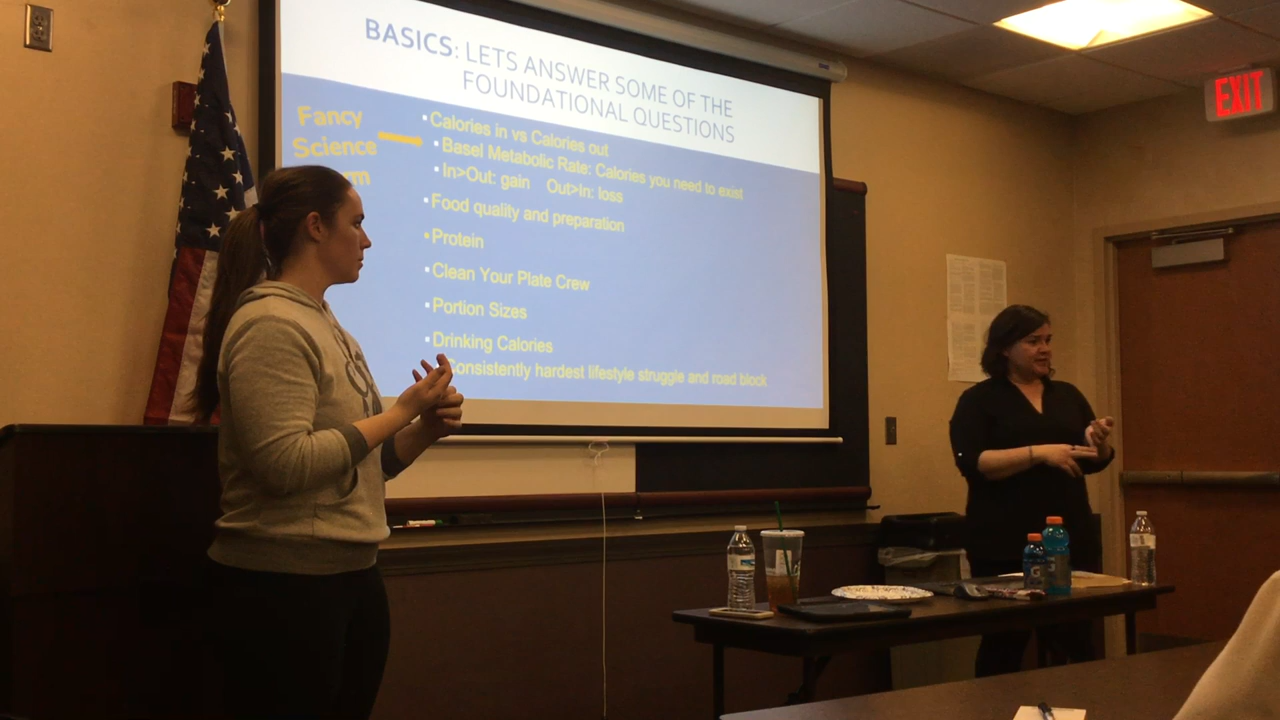 BASICS: LETS ANSWER SOME OF THE
FOUNDATIONAL QUESTIONS
Fancy
Science
▪Calories in vs Calories out
▪Basel Metabolic Rate: Calories you need to exist
▪In>Out: gain Out>In: loss
▪Food quality and preparation
▪Protein
▪Clean Your Plate Crew
▪Portion Sizes
▪Drinking Calories
Consistently hardest lifestyle struggle and road block
EXIT